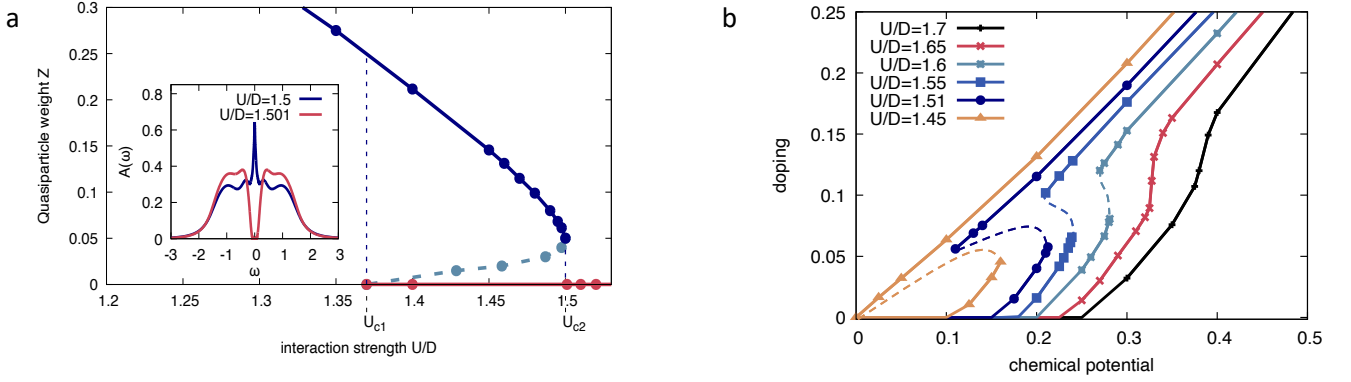 a
Quasiparticle weight Z
0.3
0.25
0.2
0.15
0.1
0.05
0
1.2
1.25
1.3
1.35
1.4
1.45
1.5
U_c1
U_c2
interaction strength U/D
A(ω)
0.8
0.6
0.4
0.2
0
-3 -2 -1 0 1 2 3
ω
U/D=1.5
U/D=1.501
b
doping
0.25
0.2
0.15
0.1
0.05
0
0 0.1 0.2 0.3 0.4 0.5
chemical potential
U/D=1.7
U/D=1.65
U/D=1.6
U/D=1.55
U/D=1.51
U/D=1.45